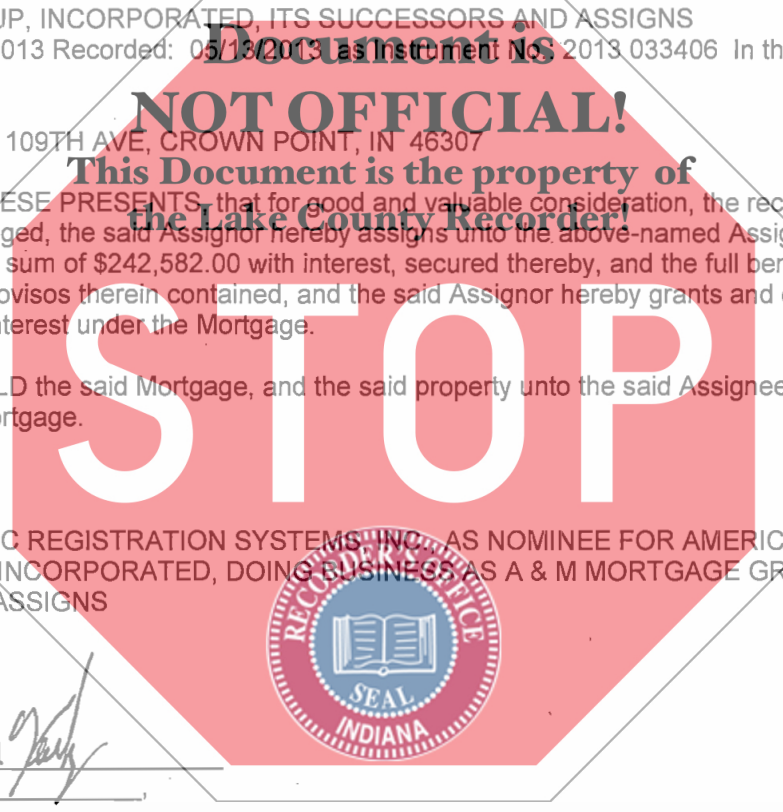 UP, INCORPORATED, ITS SUCCESSORS AND ASSIGNS
Document is
013 Recorded: 05/13/2013 as Instrument No.: 2013 033406 In th
NOT OFFICIAL!
109TH AVE, CROWN POINT, IN 46307
This Document is the property of
ESE PRESENTS, that for good and valuable consideration, the rec
the Lake County Recorder!
ged, the said Assignor hereby assigns unto the above-named Assig
sum of $242,582.00 with interest, secured thereby, and the full ben
ovisos therein contained, and the said Assignor hereby grants and
nterest under the Mortgage.
STOP
LD the said Mortgage, and the said property unto the said Assignee
ortgage.
C REGISTRATION SYSTEMS, INC., AS NOMINEE FOR AMERIC
INCORPORATED, DOING BUSINESS AS A & M MORTGAGE GR
ASSIGNS
RECORDER'S OFFICE
SEAL
INDIANA